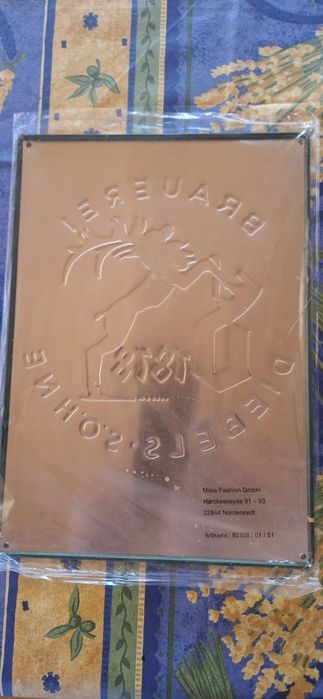 BRAUEREI
DIEBELS·SÖHNE
1878
Miles Fashion GmbH
Harckesheyde 91 – 93
22844 Norderstedt
Artikelnr.: 80108 / 01 / 51